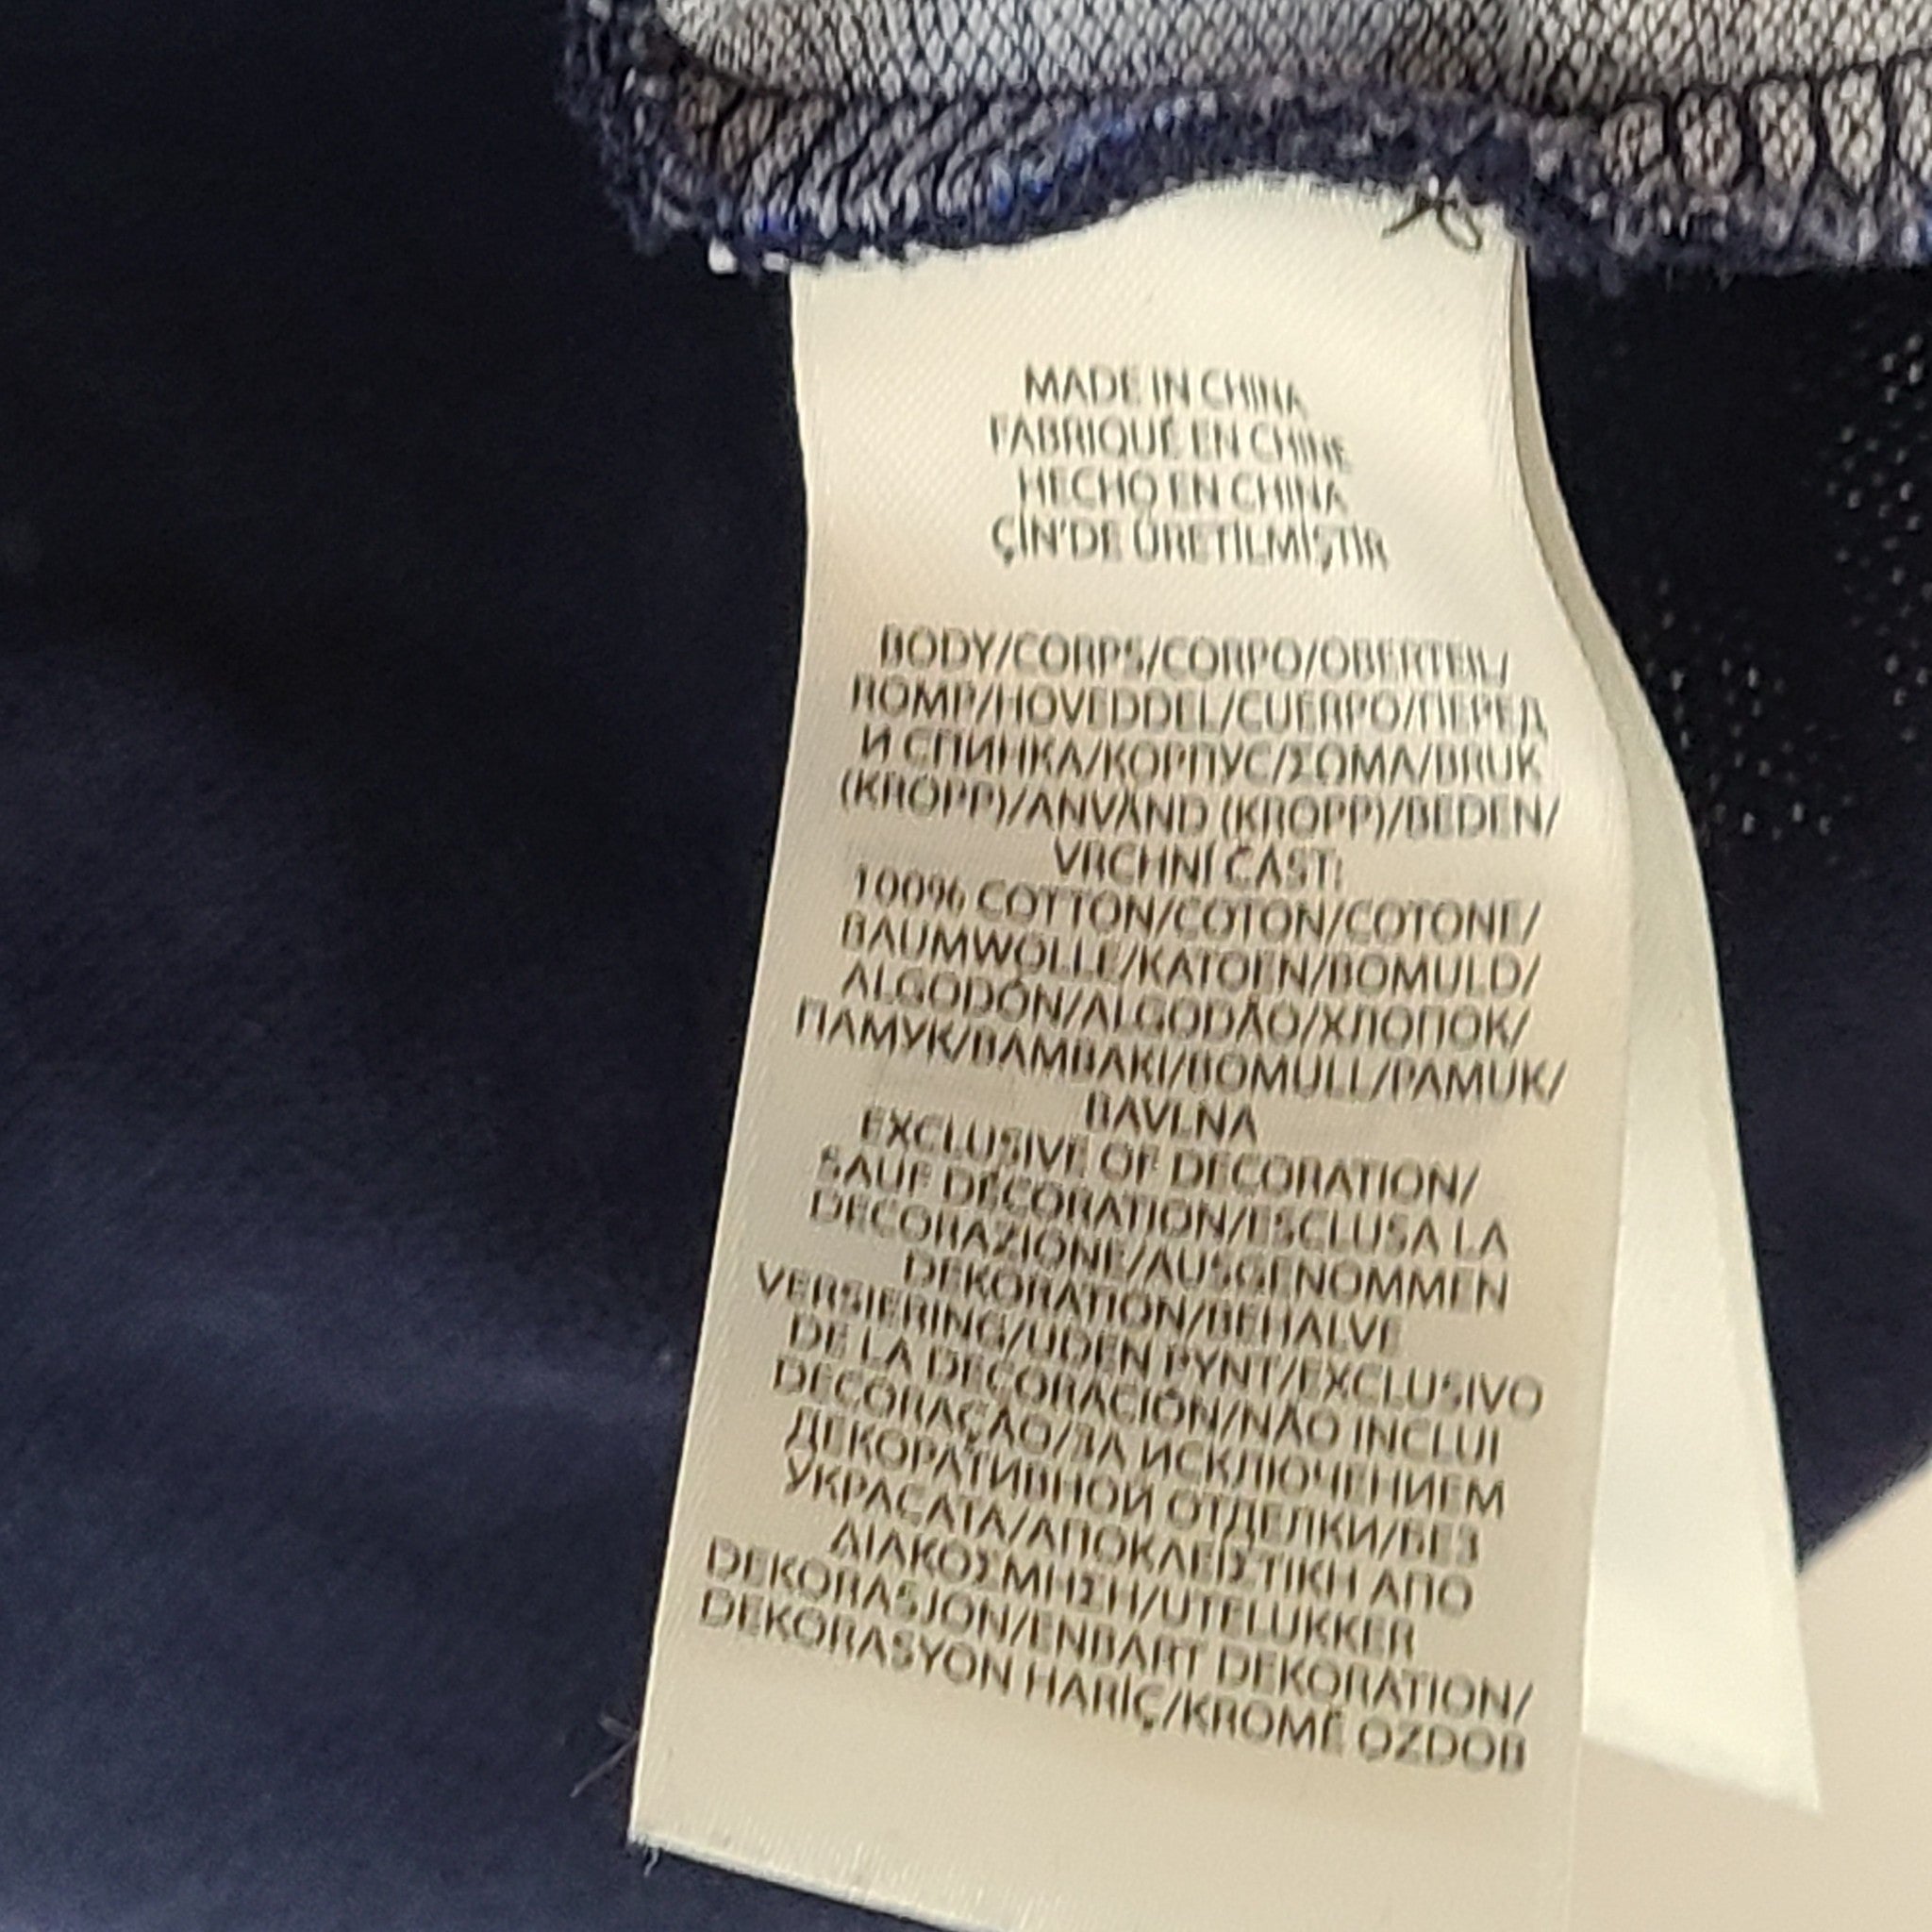 MADE IN CHINA
FABRIQUÉ EN CHINE
HECHO EN CHINA
ÇİN'DE ÜRETİLMİŞTİR
BODY/CORPS/CORPO/OBERTEIL/
ROMP/HOVEDDEL/CUERPO/ПЕРЕД
И СПИНКА/КОРПУС/ΣΩΜΑ/BRUK
(KROPP)/ANVÄND (KROPP)/BEDEN/
VRCHNÍ ČÁST:
100% COTTON/COTON/COTONE/
BAUMWOLLE/KATOEN/BOMULD/
ALGODÓN/ALGODÃO/ХЛОПОК/
ПАМУК/ΒΑΜΒΑΚΙ/BOMULL/PAMUK/
BAVLNA
EXCLUSIVE OF DECORATION/
SAUF DÉCORATION/ESCLUSA LA
DECORAZIONE/AUSGENOMMEN
DEKORATION/BEHALVE
VERSIERING/UDEN PYNT/EXCLUSIVO
DE LA DECORACIÓN/NÃO INCLUI
DECORAÇÃO/ЗА ИСКЛЮЧЕНИЕМ
ДЕКОРАТИВНОЙ ОТДЕЛКИ/БЕЗ
УКРАСАТА/ΑΠΟΚΛΕΙΣΤΙΚΗ ΑΠΟ
ΔΙΑΚΟΣΜΗΣΗ/UTELUKKER
DEKORASJON/ENBART DEKORATION/
DEKORASYON HARİÇ/KROMĚ OZDOB